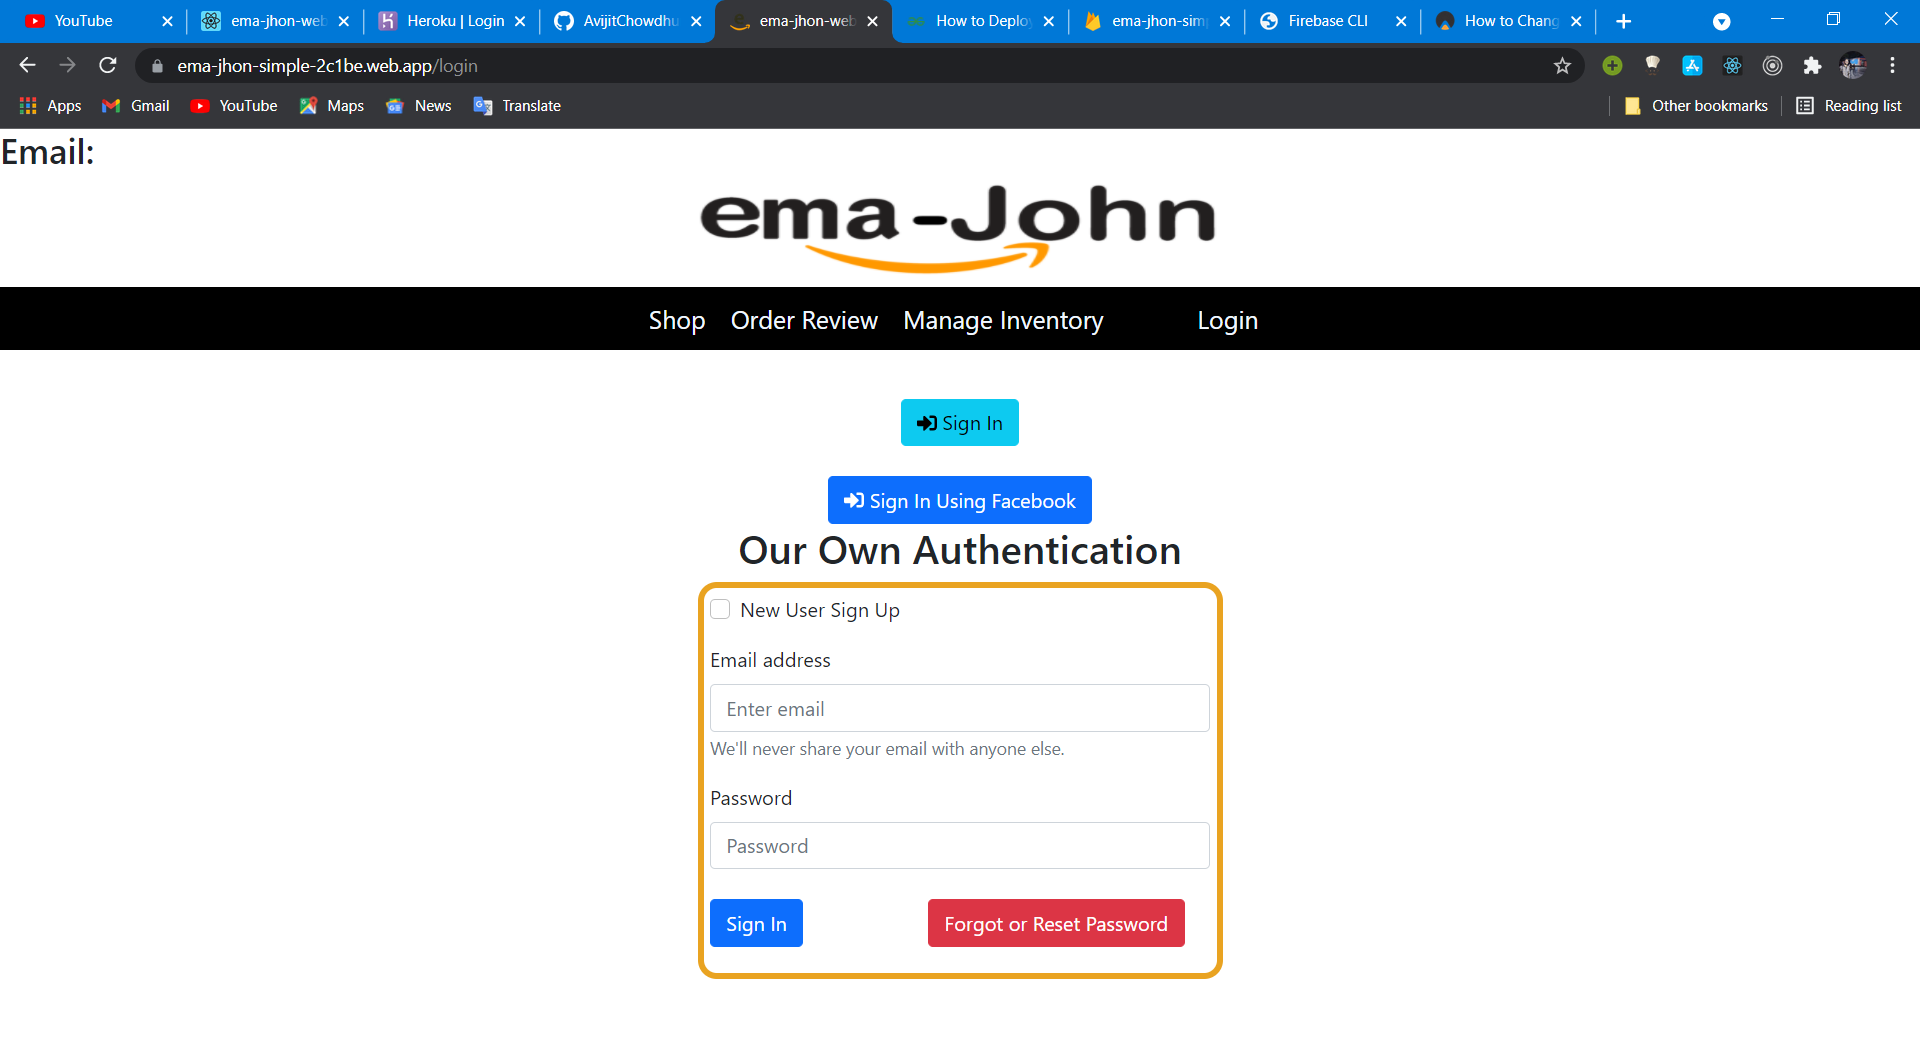 YouTube
ema-jhon-web
Heroku | Login
AvijitChowdhu
ema-jhon-web
How to Deplo
ema-jhon-sim
Firebase CLI
How to Chang
ema-jhon-simple-2c1be.web.app/login
Apps Gmail YouTube Maps News Translate Other bookmarks Reading list
Email:
ema-John
Shop Order Review Manage Inventory Login
Sign In
Sign In Using Facebook
Our Own Authentication
New User Sign Up
Email address
Enter email
We'll never share your email with anyone else.
Password
Password
Sign In Forgot or Reset Password